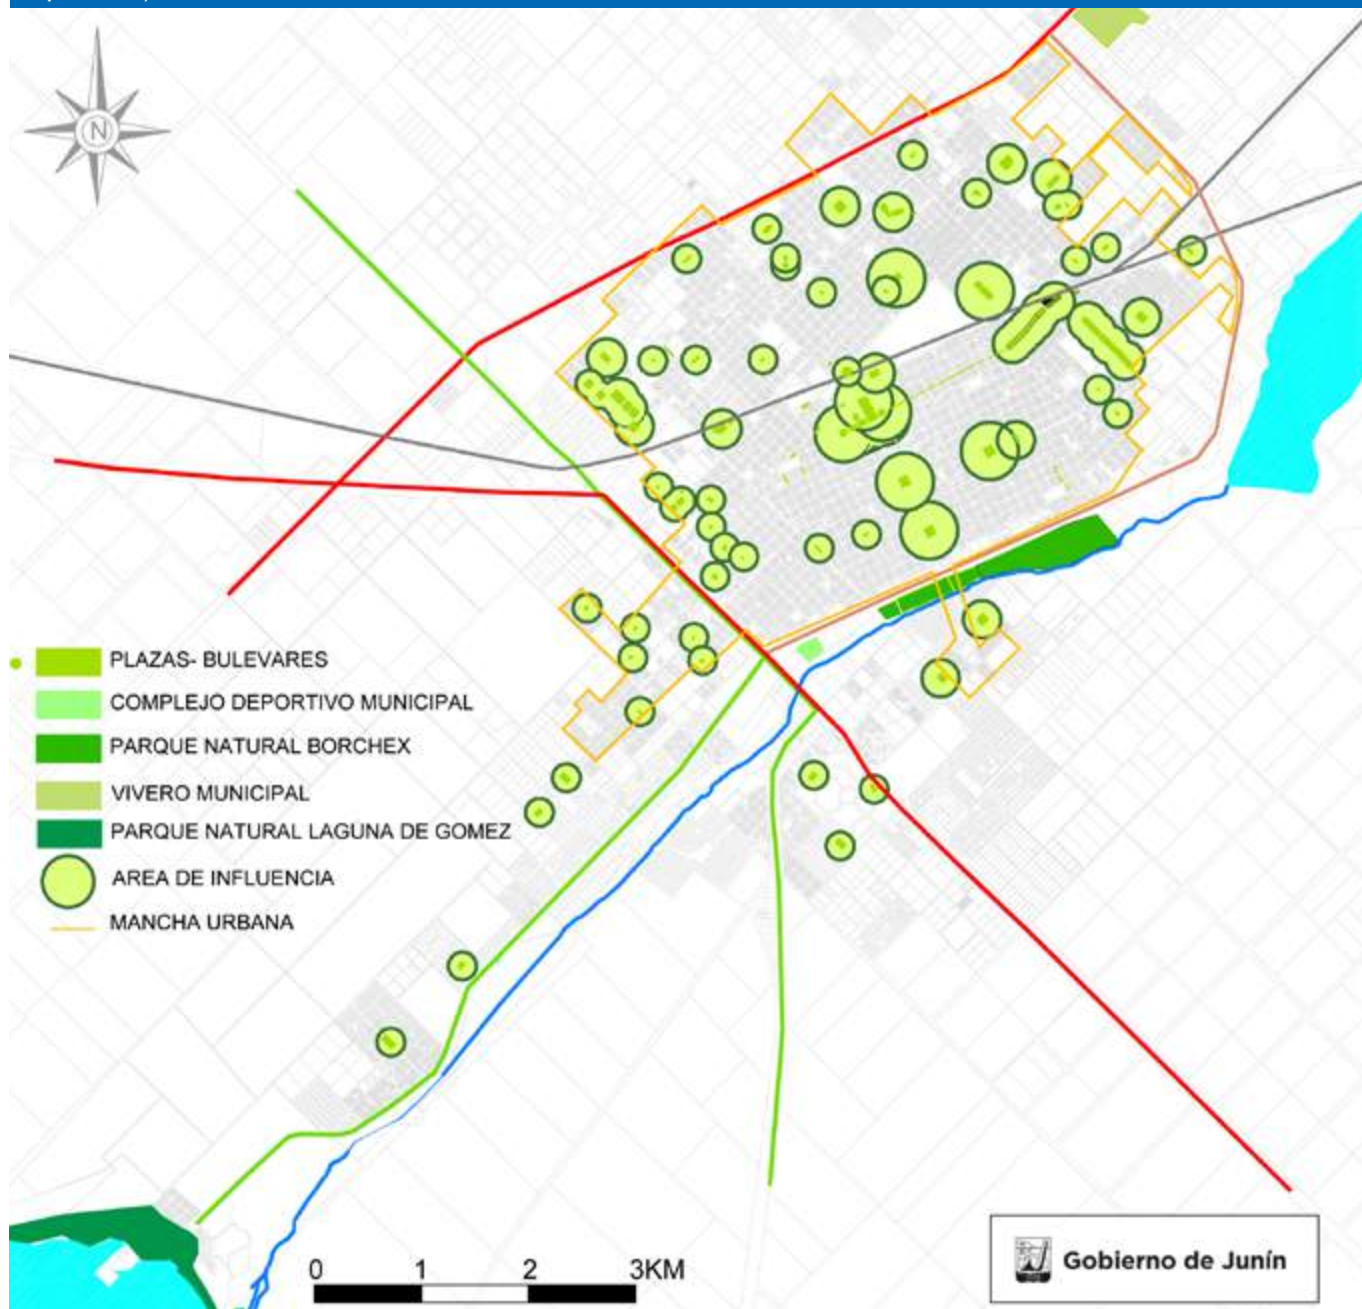 N
PLAZAS- BULEVARES
COMPLEJO DEPORTIVO MUNICIPAL
PARQUE NATURAL BORCHEX
VIVERO MUNICIPAL
PARQUE NATURAL LAGUNA DE GOMEZ
AREA DE INFLUENCIA
MANCHA URBANA
0 1 2 3KM
Gobierno de Junín